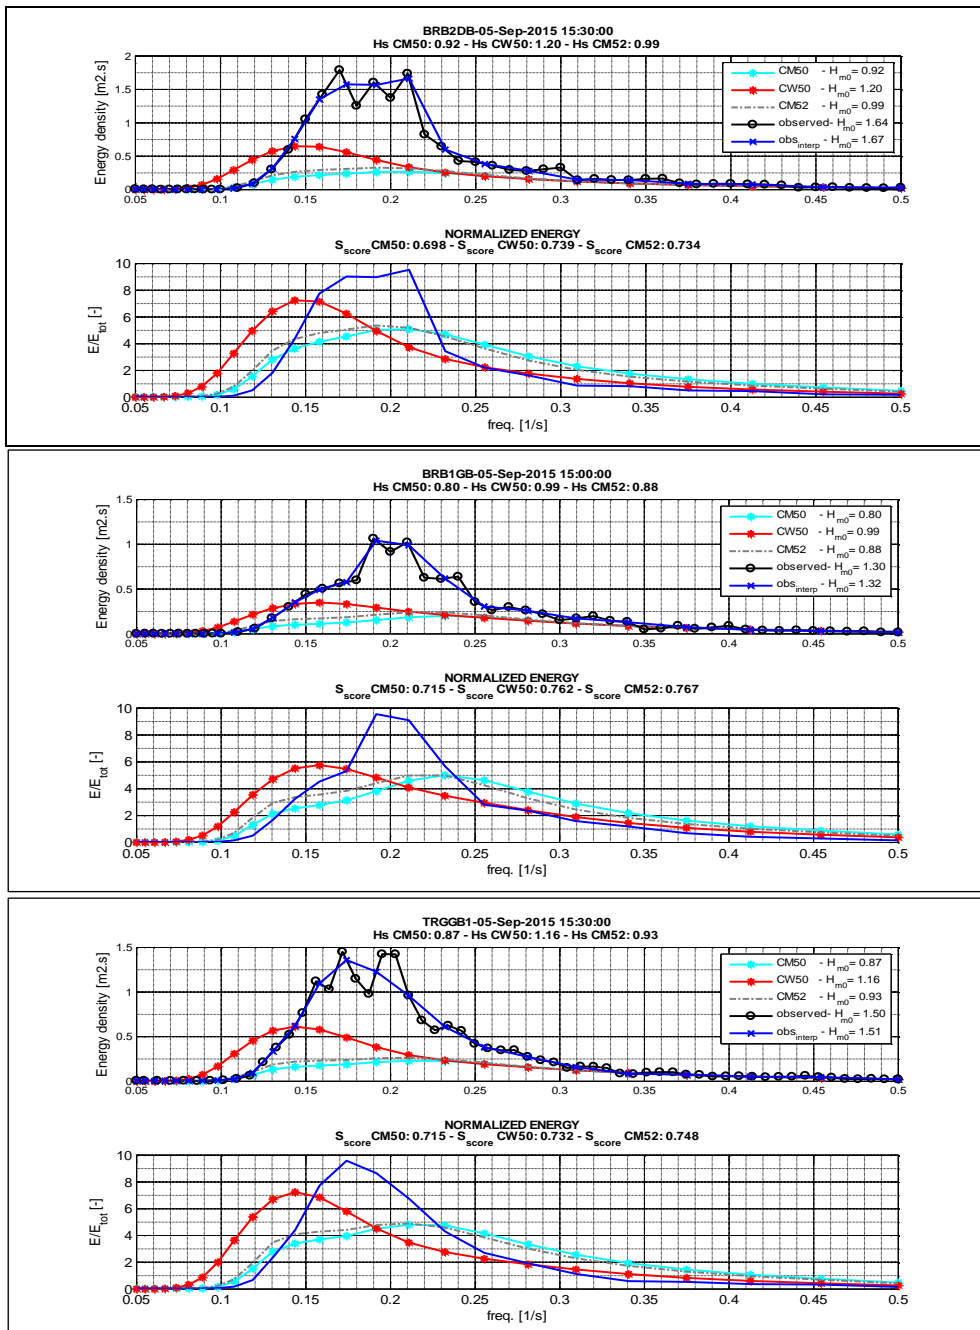 BRB2DB-05-Sep-2015 15:30:00
Hs CM50: 0.92 - Hs CW50: 1.20 - Hs CM52: 0.99
Energy density [m2.s]
2
1.5
1
0.5
0
0.05 0.1 0.15 0.2 0.25 0.3 0.35 0.4 0.45 0.5
CM50 - Hm0= 0.92
CW50 - Hm0= 1.20
CM52 - Hm0= 0.99
observed- Hm0= 1.64
obsinterp - Hm0= 1.67
NORMALIZED ENERGY
Sscore CM50: 0.698 - Sscore CW50: 0.739 - Sscore CM52: 0.734
E/Etot [-]
10
8
6
4
2
0
0.05 0.1 0.15 0.2 0.25 0.3 0.35 0.4 0.45 0.5
freq. [1/s]
BRB1GB-05-Sep-2015 15:00:00
Hs CM50: 0.80 - Hs CW50: 0.99 - Hs CM52: 0.88
Energy density [m2.s]
1.5
1
0.5
0
0.05 0.1 0.15 0.2 0.25 0.3 0.35 0.4 0.45 0.5
CM50 - Hm0= 0.80
CW50 - Hm0= 0.99
CM52 - Hm0= 0.88
observed- Hm0= 1.30
obsinterp - Hm0= 1.32
NORMALIZED ENERGY
Sscore CM50: 0.715 - Sscore CW50: 0.762 - Sscore CM52: 0.767
E/Etot [-]
10
8
6
4
2
0
0.05 0.1 0.15 0.2 0.25 0.3 0.35 0.4 0.45 0.5
freq. [1/s]
TRGGB1-05-Sep-2015 15:30:00
Hs CM50: 0.87 - Hs CW50: 1.16 - Hs CM52: 0.93
Energy density [m2.s]
1.5
1
0.5
0
0.05 0.1 0.15 0.2 0.25 0.3 0.35 0.4 0.45 0.5
CM50 - Hm0= 0.87
CW50 - Hm0= 1.16
CM52 - Hm0= 0.93
observed- Hm0= 1.50
obsinterp - Hm0= 1.51
NORMALIZED ENERGY
Sscore CM50: 0.715 - Sscore CW50: 0.732 - Sscore CM52: 0.748
E/Etot [-]
10
8
6
4
2
0
0.05 0.1 0.15 0.2 0.25 0.3 0.35 0.4 0.45 0.5
freq. [1/s]